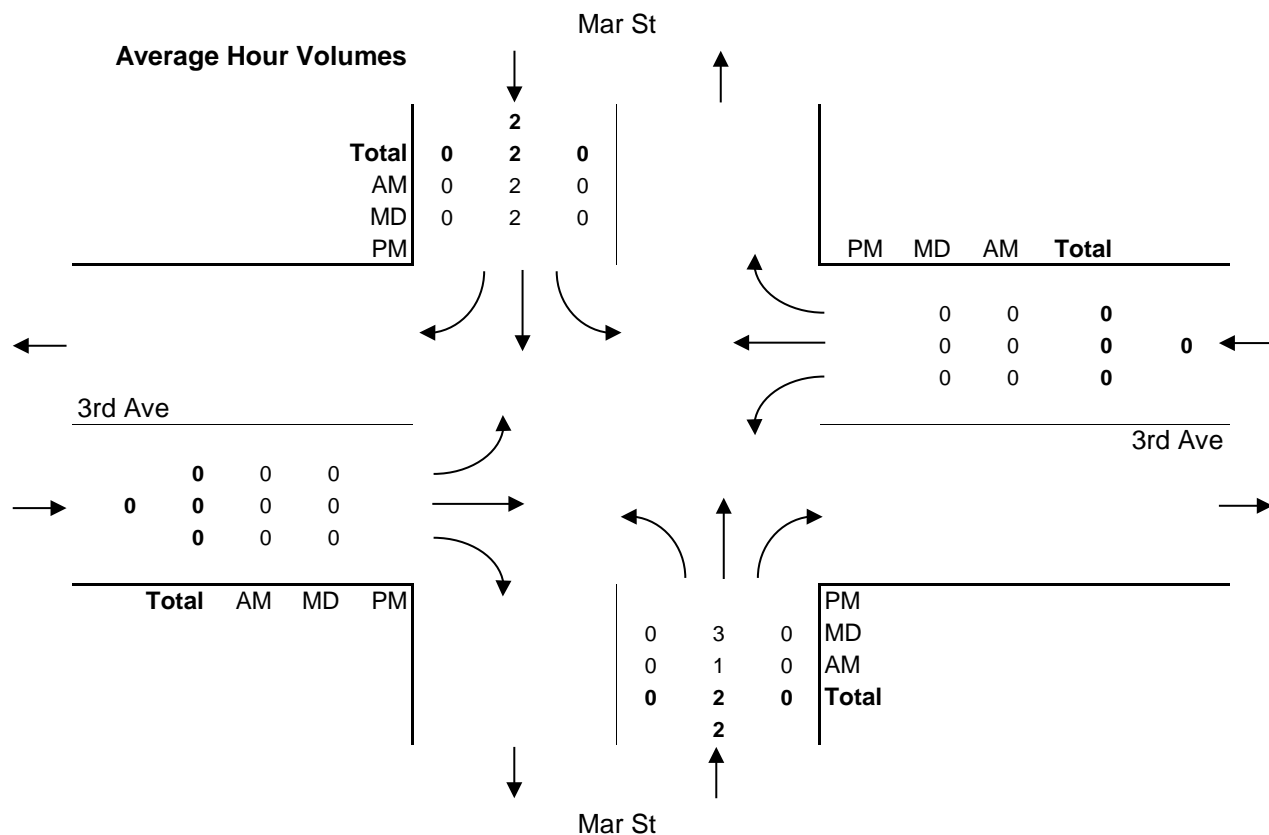 Mar St
Average Hour Volumes
2
Total 0 2 0
AM 0 2 0
MD 0 2 0
PM
PM MD AM Total
0 0 0
0 0 0 0
0 0 0
3rd Ave
3rd Ave
0 0 0
0 0 0 0
0 0 0
Total AM MD PM
PM
0 3 0 MD
0 1 0 AM
0 2 0 Total
2
Mar St